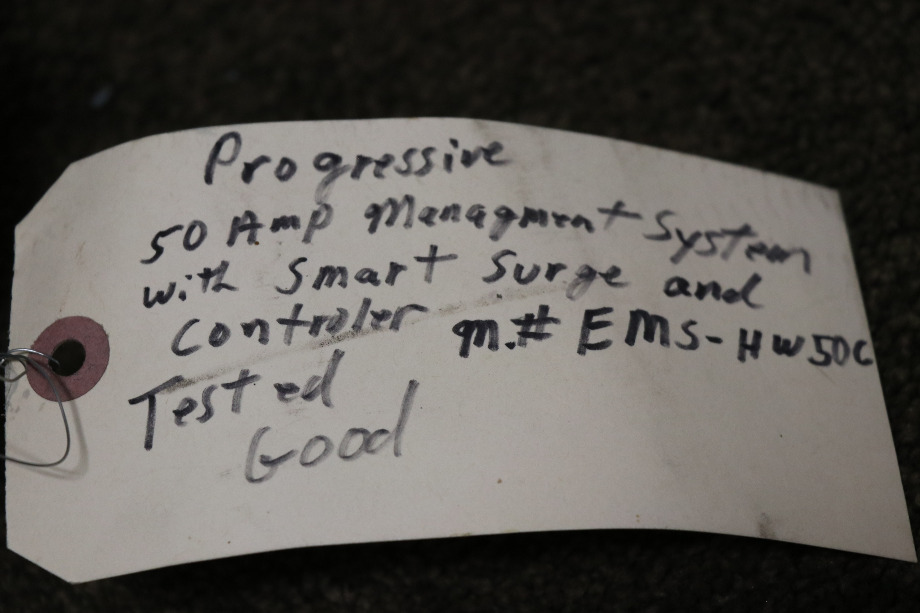 Progressive
50 Amp Managment System
with Smart Surge and
Controler M.# EMS-HW50C
Tested
Good